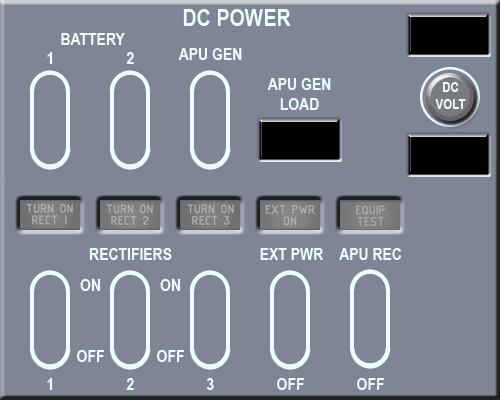 DC POWER
BATTERY
1 2 APU GEN
APU GEN
LOAD
DC
VOLT
TURN ON
RECT 1
TURN ON
RECT 2
TURN ON
RECT 3
EXT PWR
ON
EQUIP
TEST
RECTIFIERS EXT PWR APU REC
ON ON
OFF OFF
1 2 3 OFF OFF